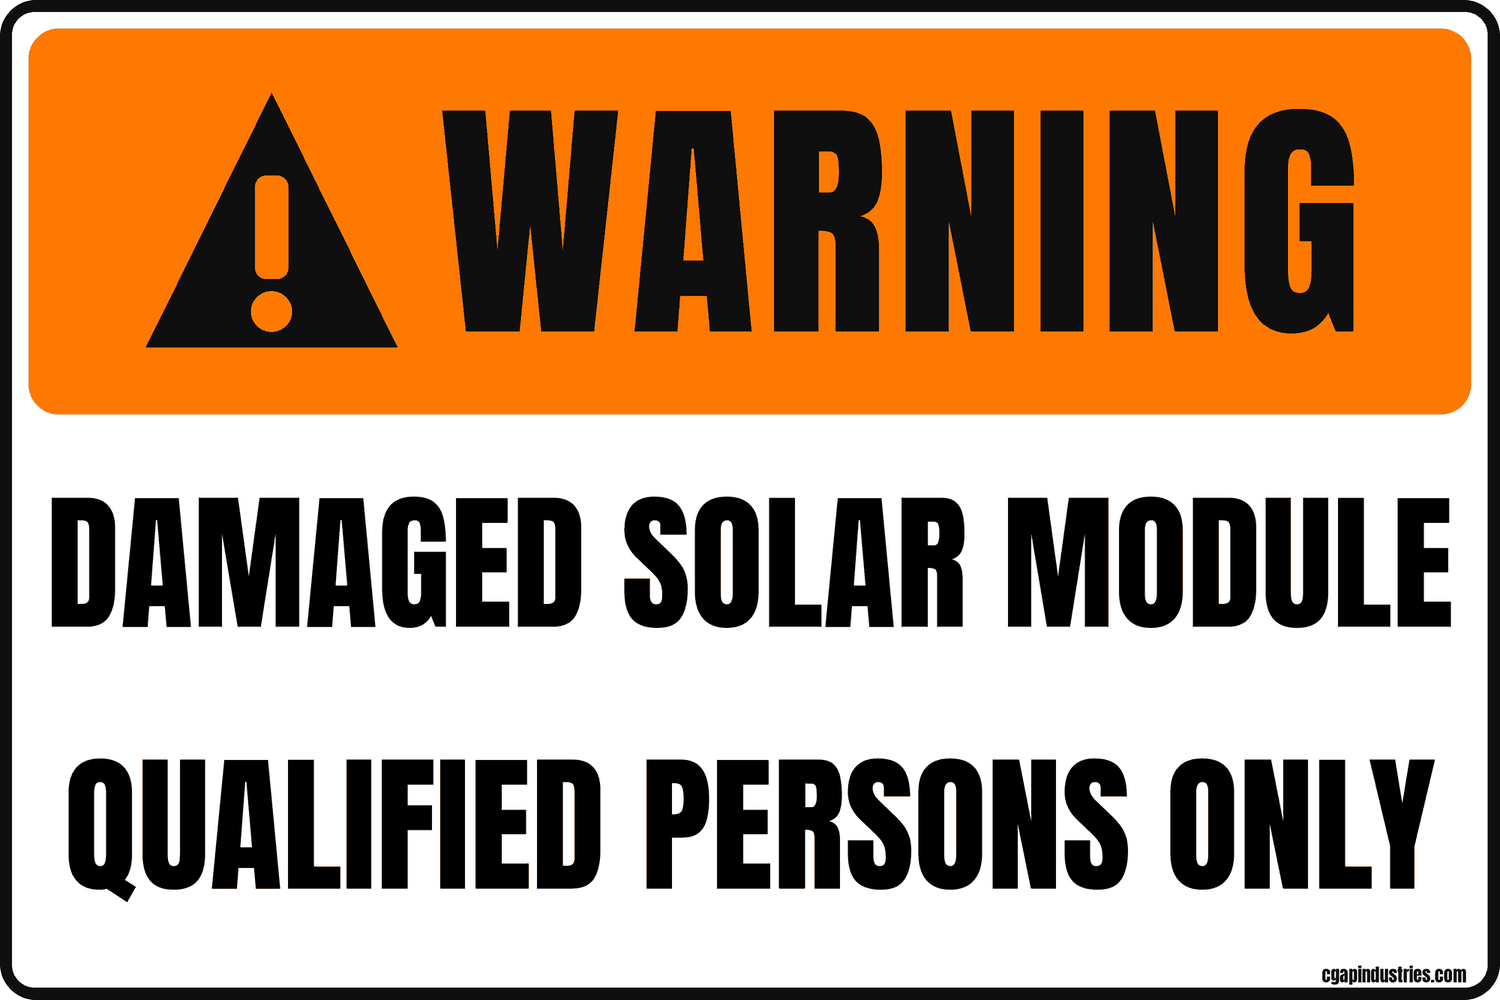 WARNING
DAMAGED SOLAR MODULE
QUALIFIED PERSONS ONLY
cgapindustries.com